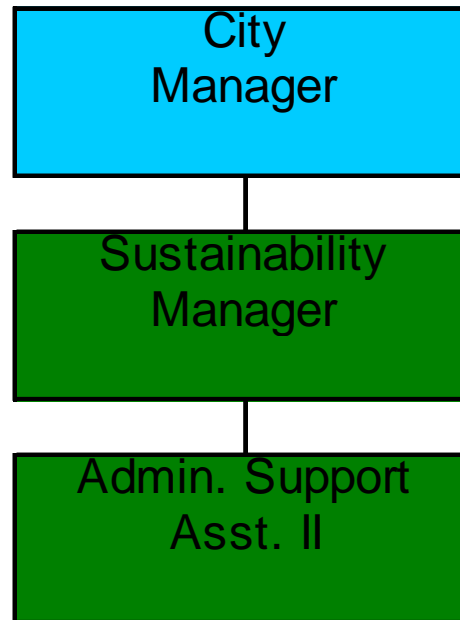 City
Manager
Sustainability
Manager
Admin. Support
Asst. II